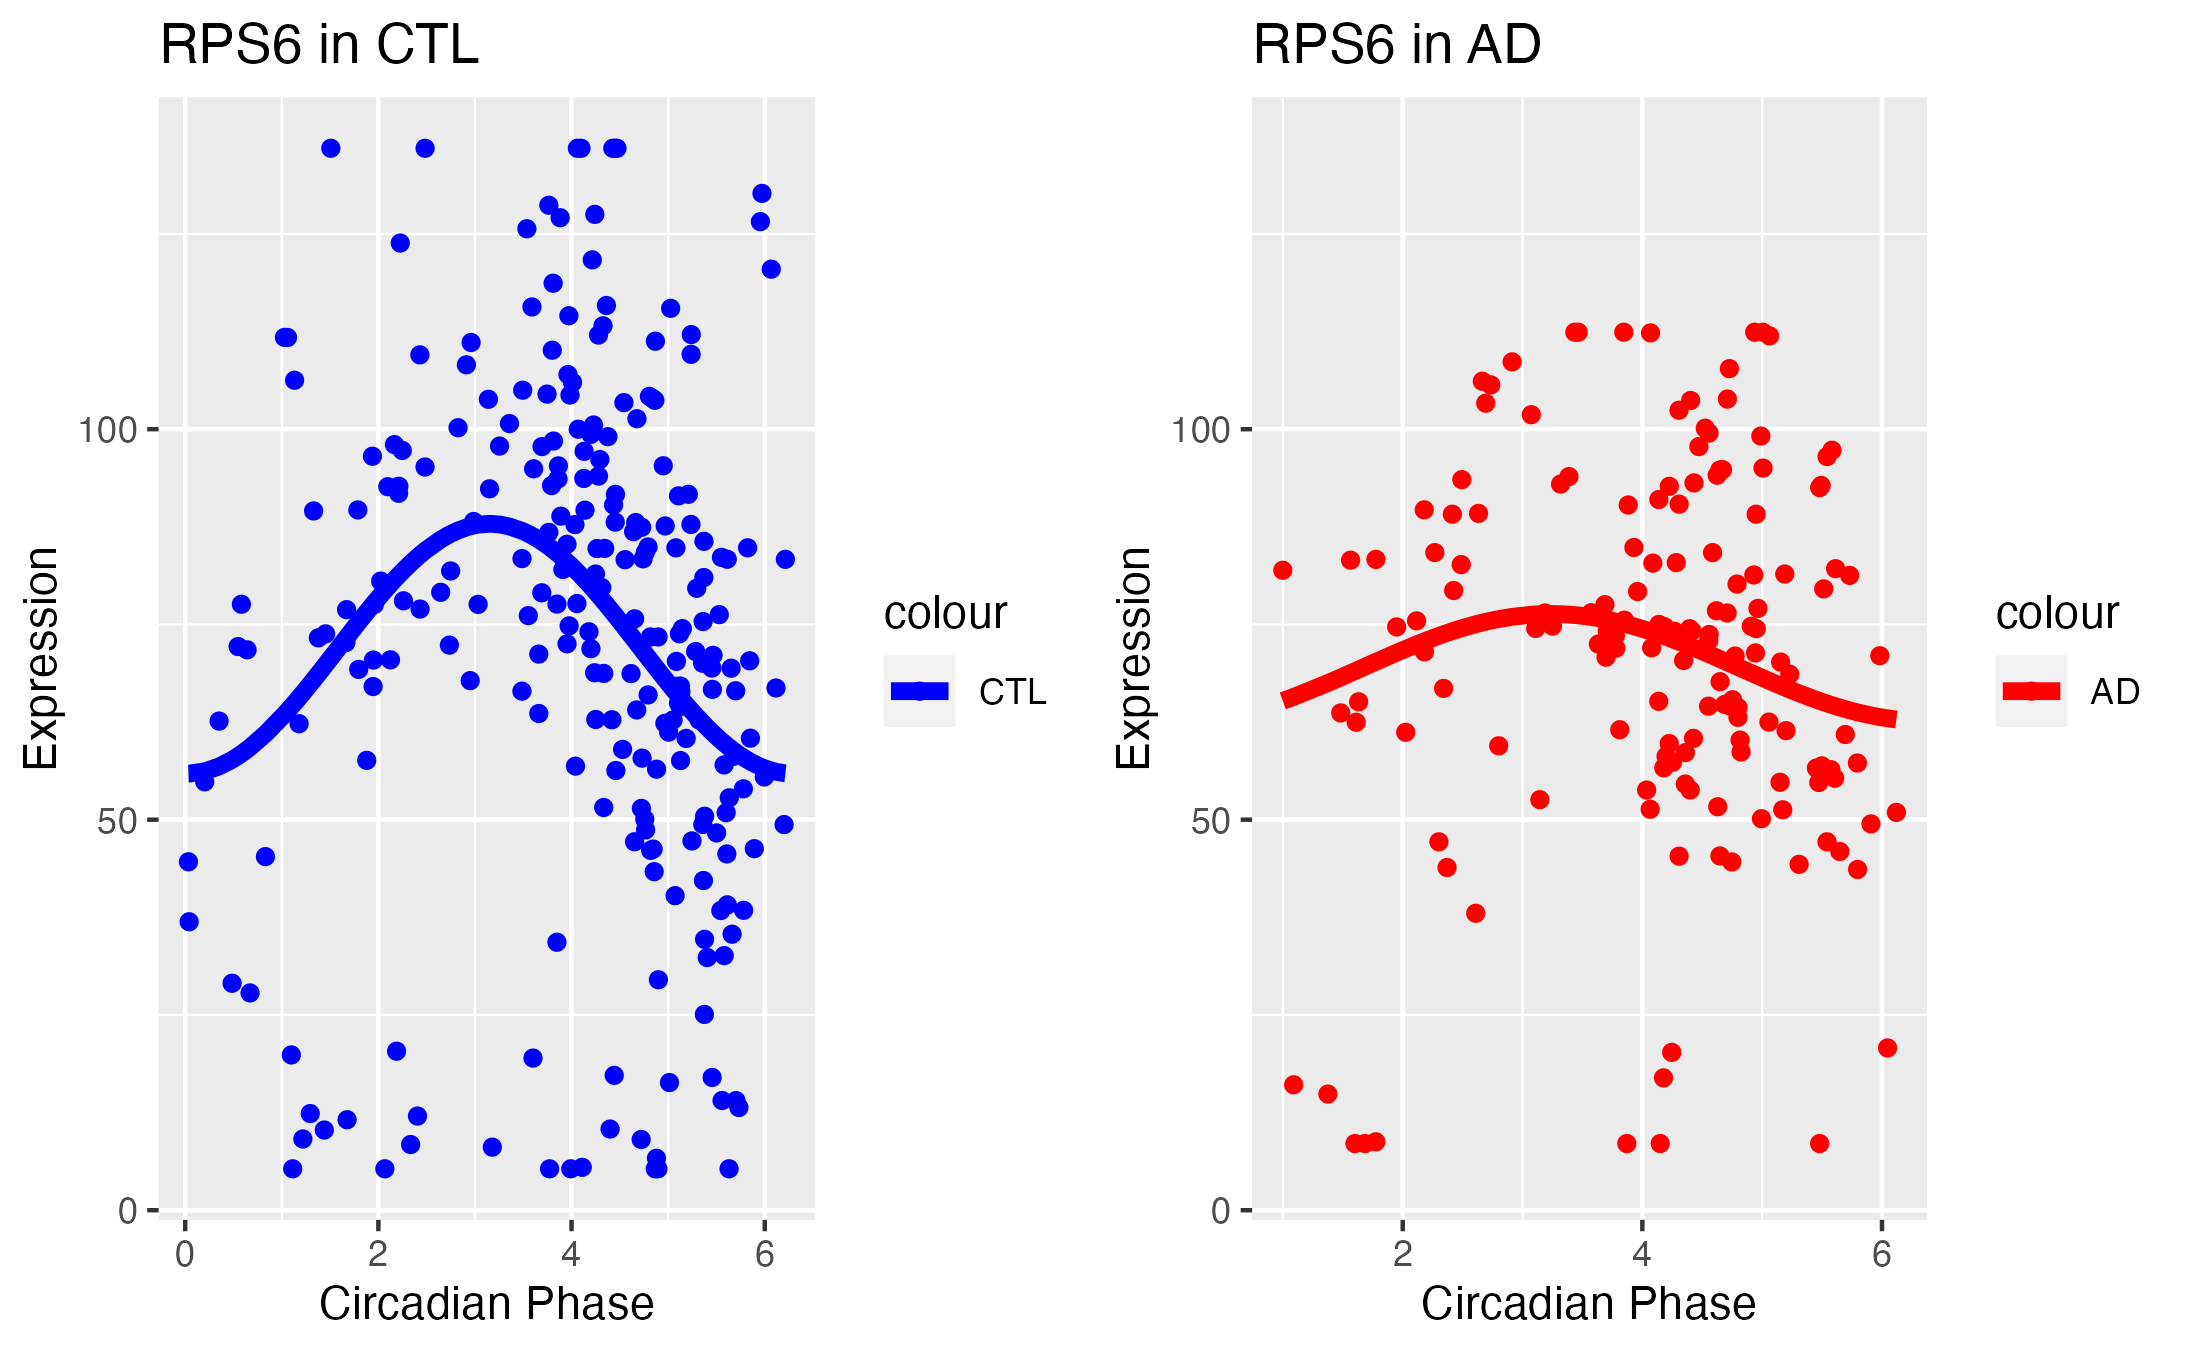 RPS6 in CTL
Expression
100
50
0
0 2 4 6
Circadian Phase
colour
CTL
RPS6 in AD
Expression
100
50
0
2 4 6
Circadian Phase
colour
AD